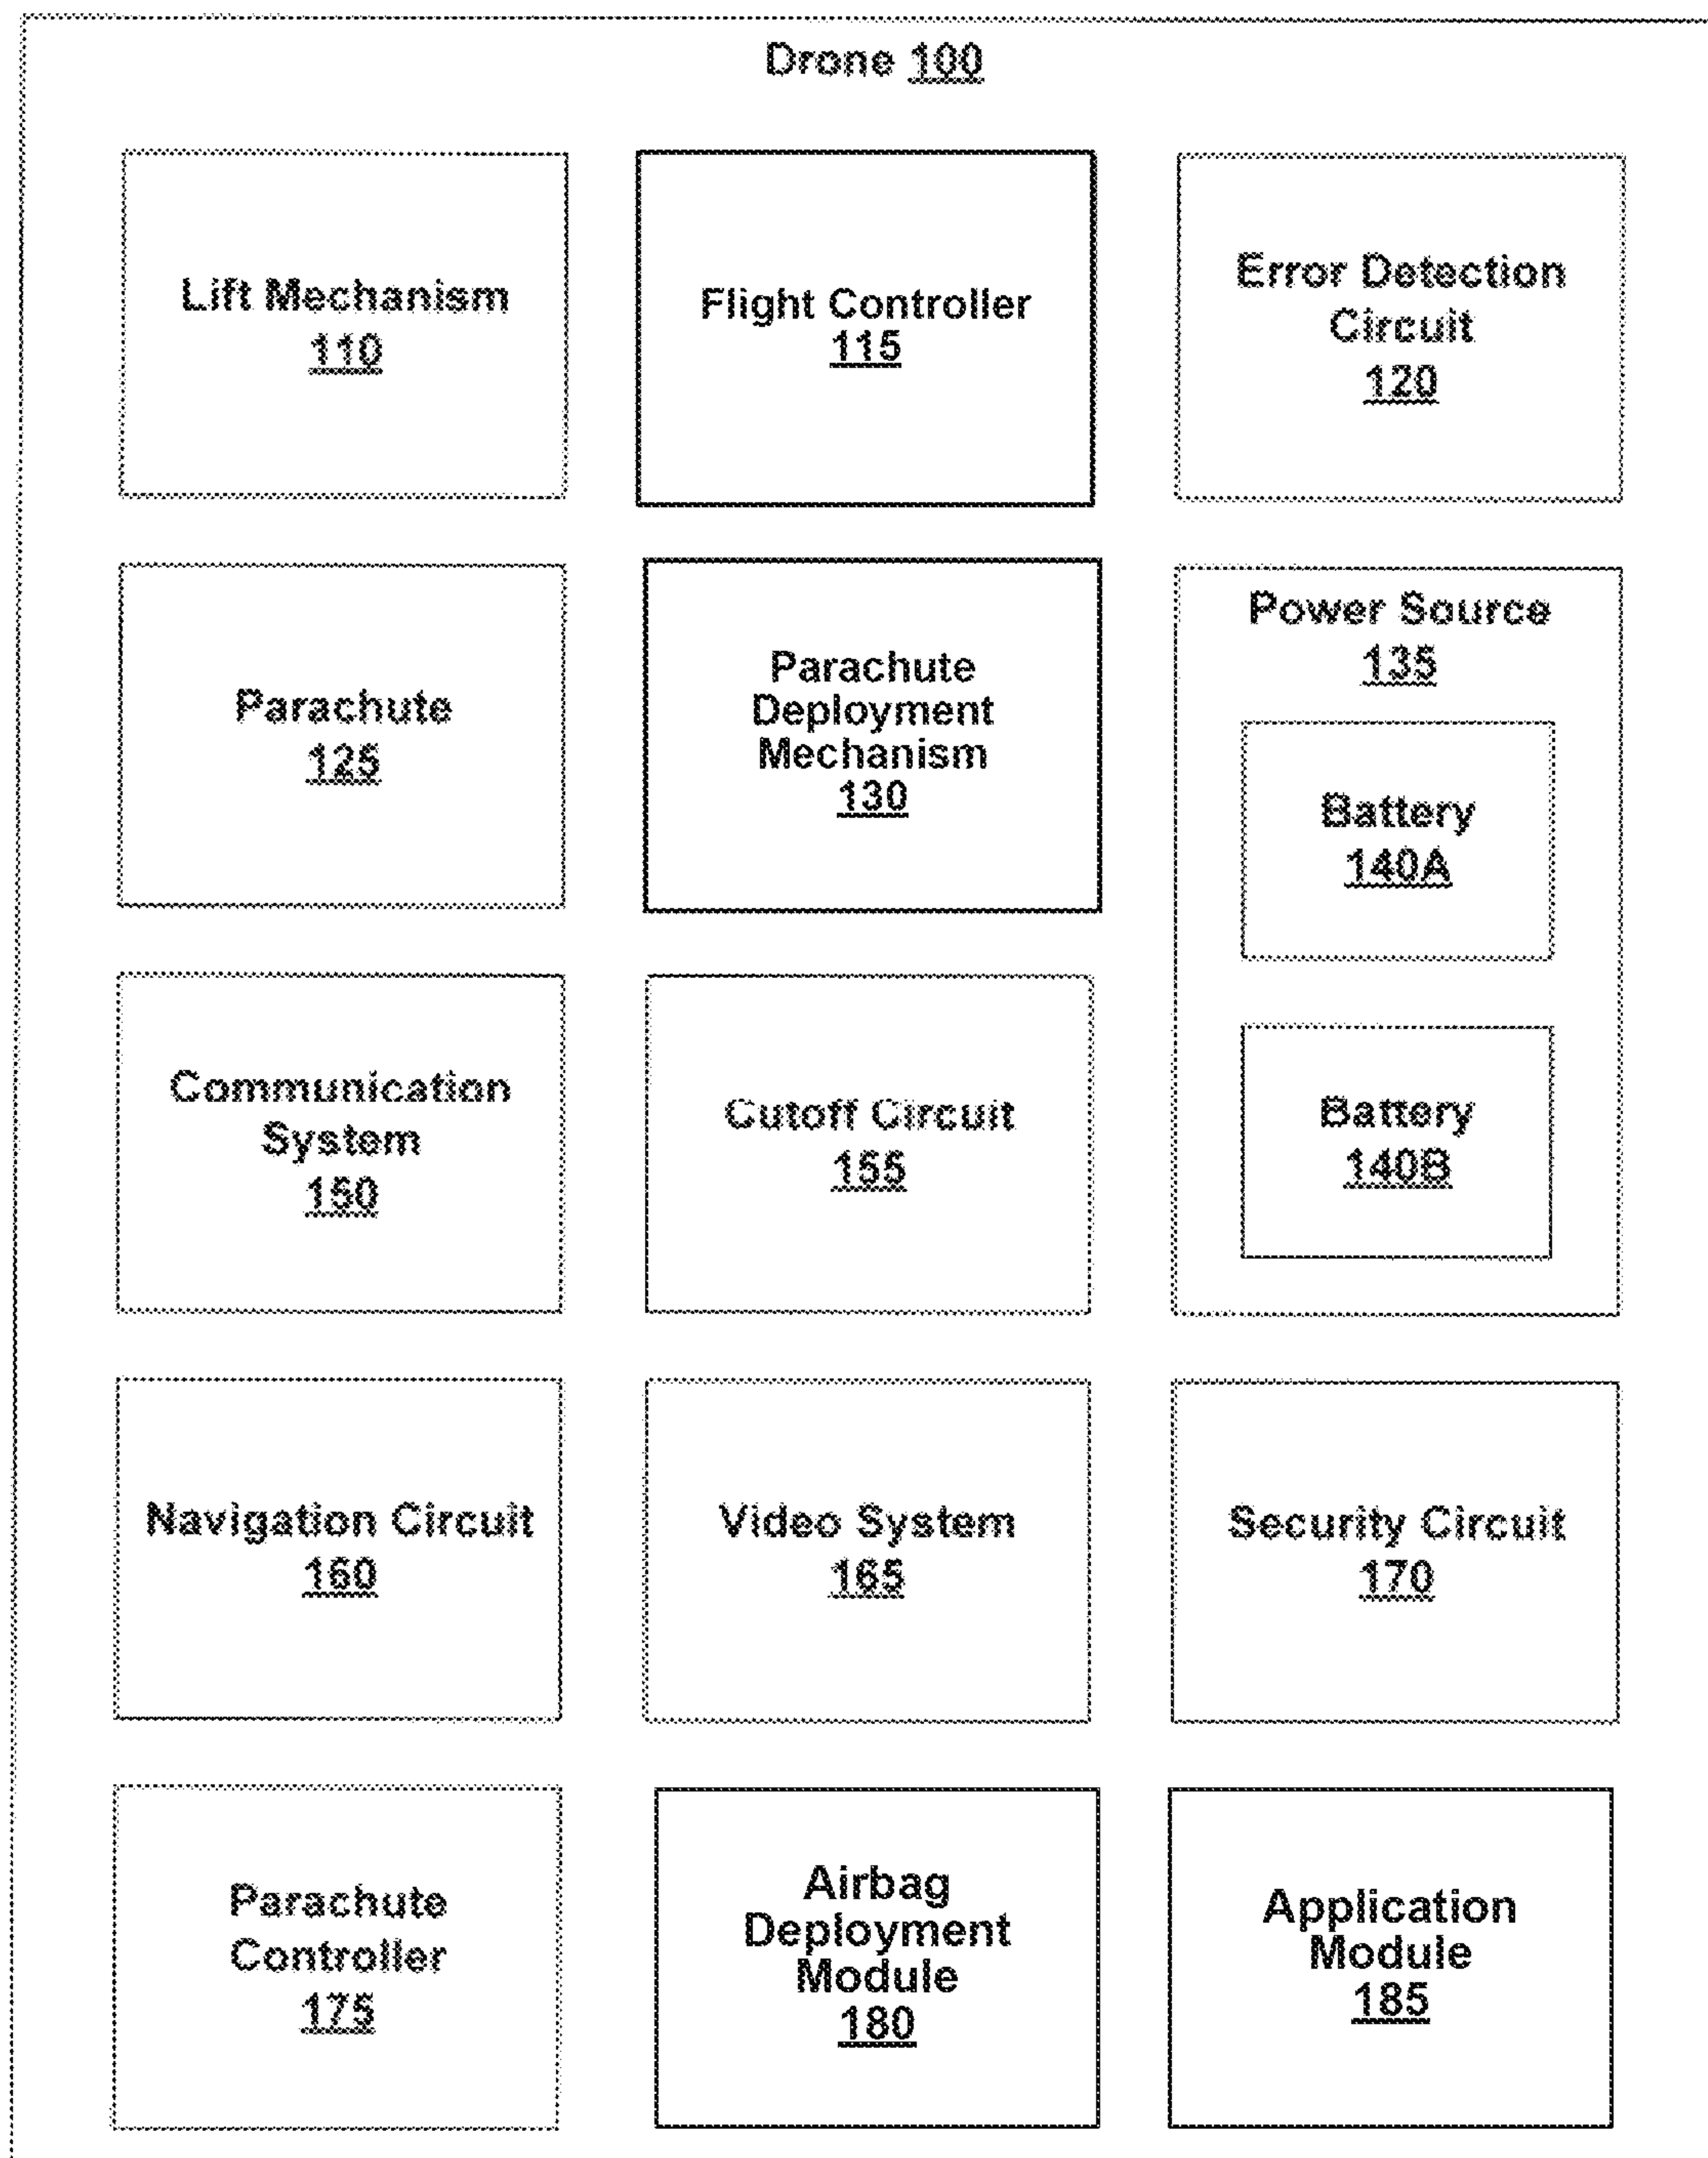 Drone 100
Lift Mechanism
110
Flight Controller
115
Error Detection
Circuit
120
Parachute
125
Parachute
Deployment
Mechanism
130
Power Source
135
Battery
140A
Battery
140B
Communication
System
150
Cutoff Circuit
155
Navigation Circuit
160
Video System
165
Security Circuit
170
Parachute
Controller
175
Airbag
Deployment
Module
180
Application
Module
185